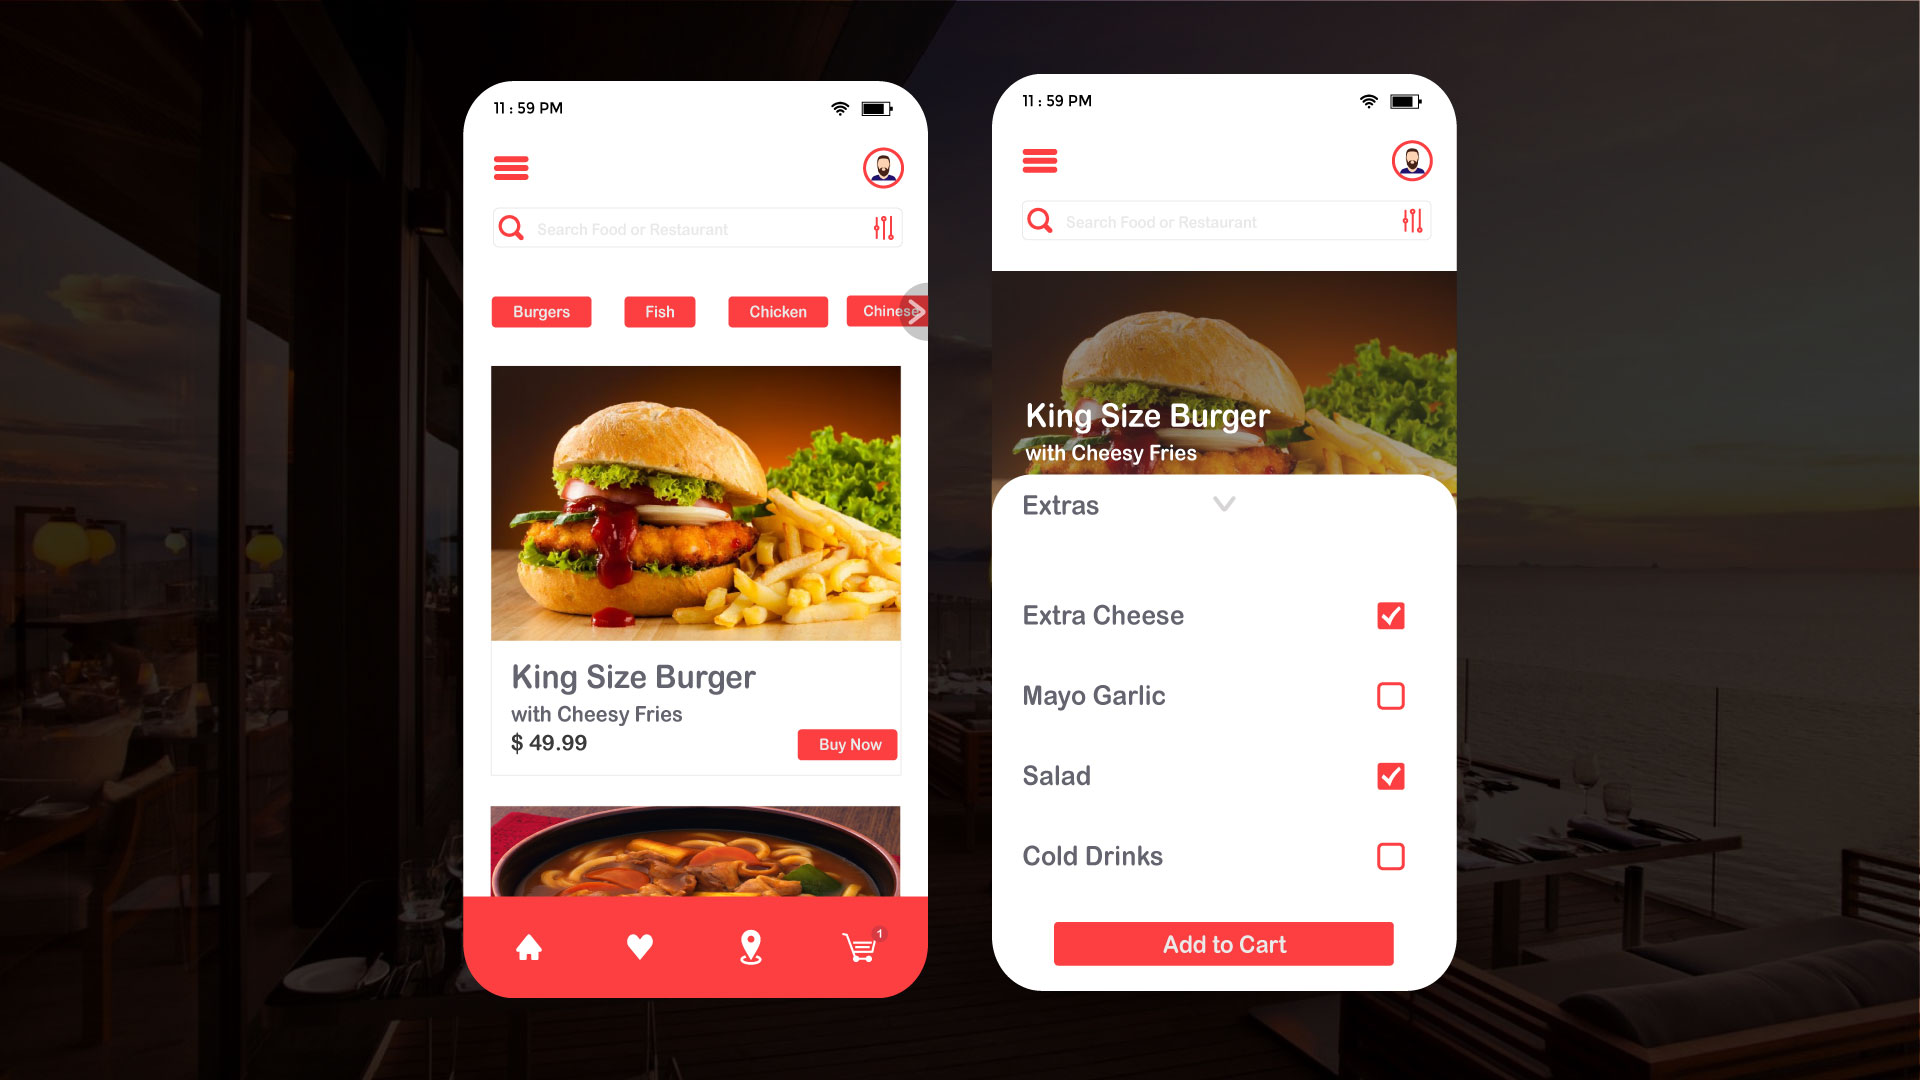 11 : 59 PM
Search Food or Restaurant
Burgers
Fish
Chicken
Chinese
King Size Burger
with Cheesy Fries
$ 49.99
Buy Now
1
11 : 59 PM
Search Food or Restaurant
King Size Burger
with Cheesy Fries
Extras
Extra Cheese
Mayo Garlic
Salad
Cold Drinks
Add to Cart